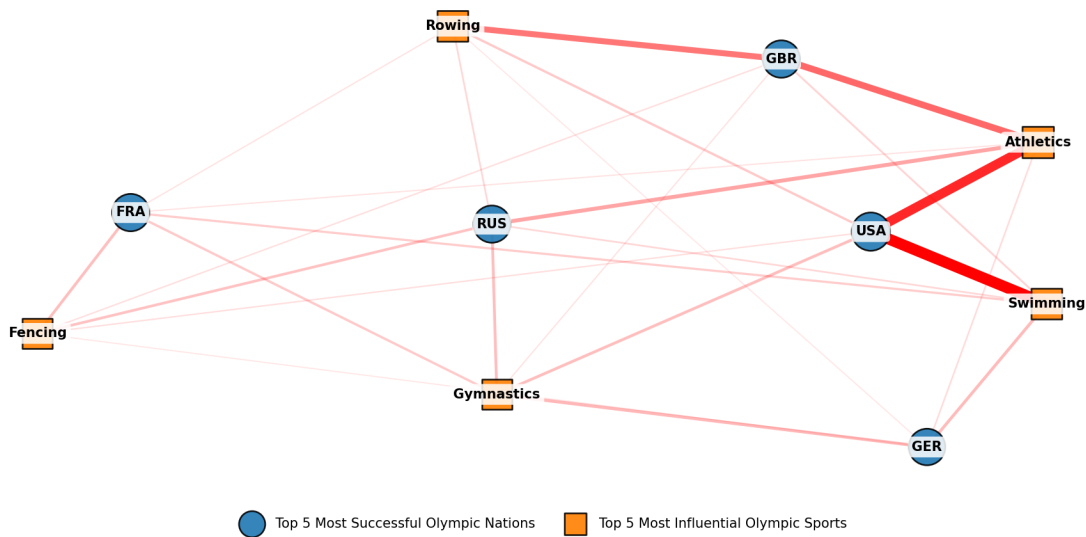 Rowing
GBR
Athletics
FRA
RUS
USA
Swimming
Fencing
Gymnastics
GER
Top 5 Most Successful Olympic Nations
Top 5 Most Influential Olympic Sports